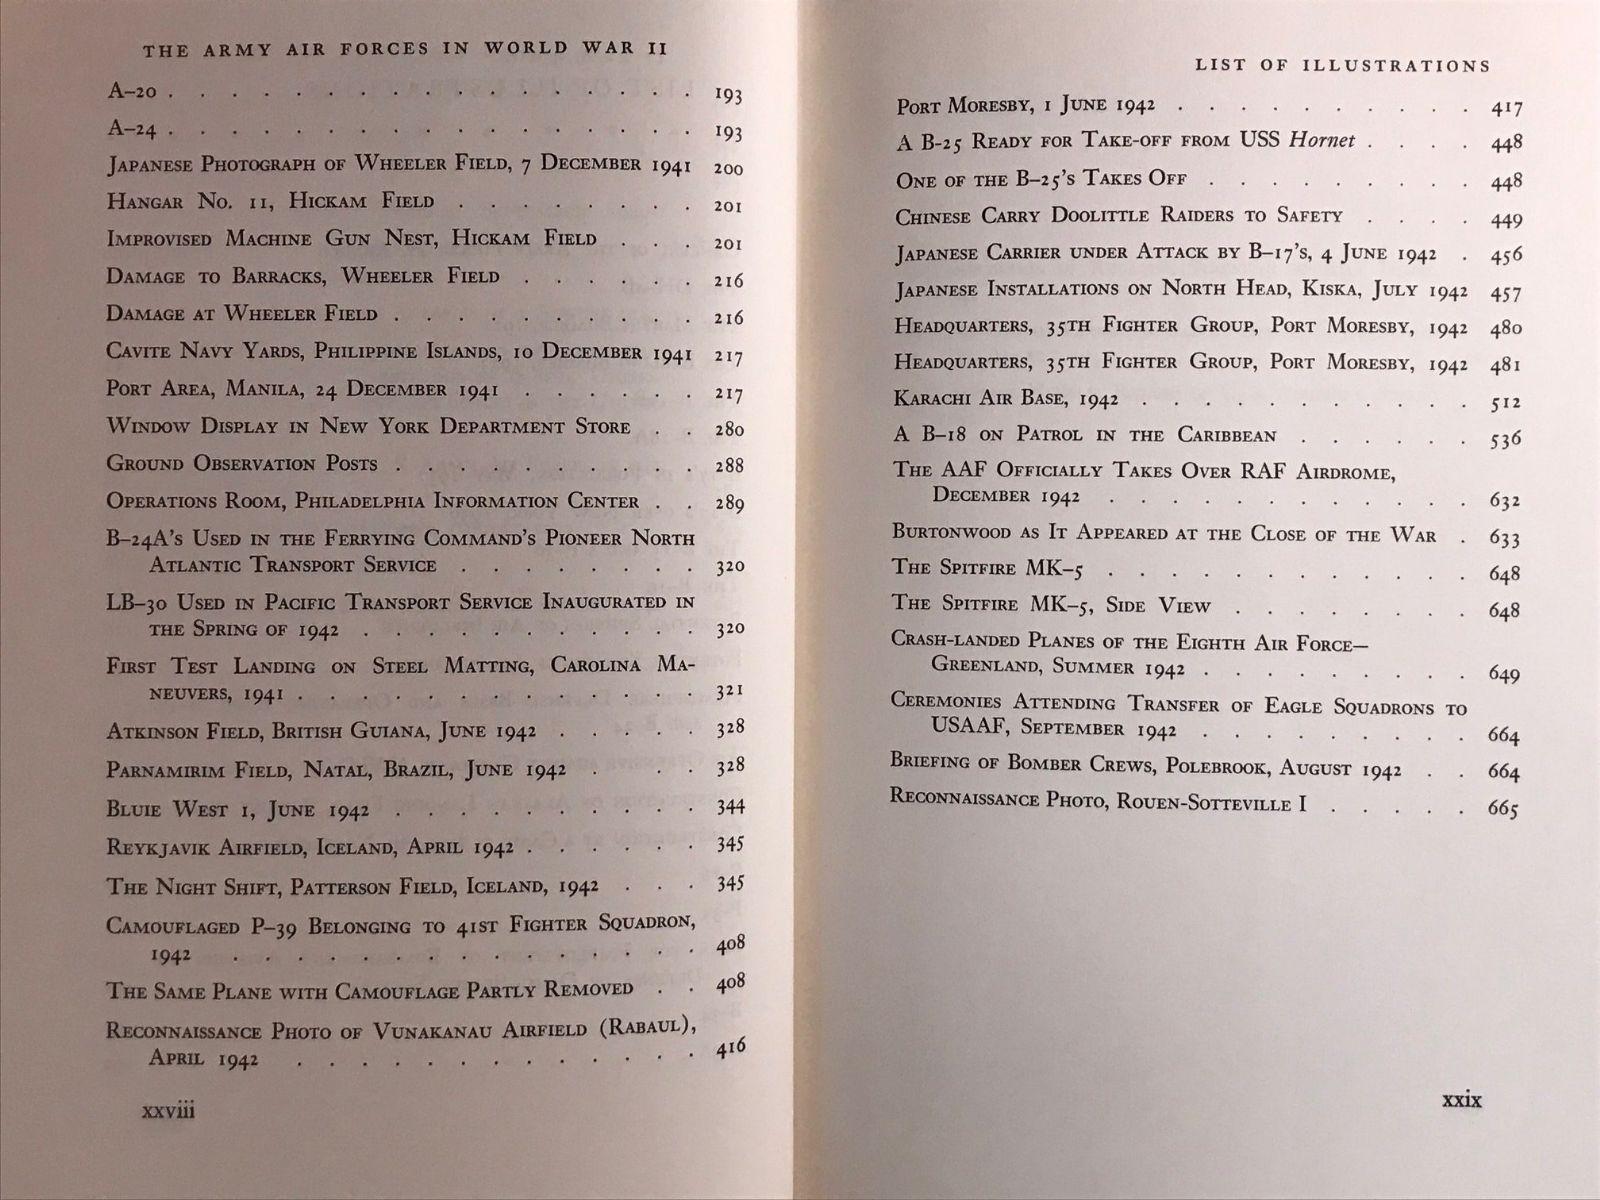 THE ARMY AIR FORCES IN WORLD WAR II
A–20 . . . . . . . . . . . . . . . . . 193
A–24 . . . . . . . . . . . . . . . . . 193
JAPANESE PHOTOGRAPH OF WHEELER FIELD, 7 DECEMBER 1941 200
HANGAR NO. 11, HICKAM FIELD . . . . . . . . 201
IMPROVISED MACHINE GUN NEST, HICKAM FIELD . . . 201
DAMAGE TO BARRACKS, WHEELER FIELD . . . . . . 216
DAMAGE AT WHEELER FIELD . . . . . . . . . . 216
CAVITE NAVY YARDS, PHILIPPINE ISLANDS, 10 DECEMBER 1941 217
PORT AREA, MANILA, 24 DECEMBER 1941 . . . . . . 217
WINDOW DISPLAY IN NEW YORK DEPARTMENT STORE . . 280
GROUND OBSERVATION POSTS . . . . . . . . . . 288
OPERATIONS ROOM, PHILADELPHIA INFORMATION CENTER . . 289
B–24A'S USED IN THE FERRYING COMMAND'S PIONEER NORTH
ATLANTIC TRANSPORT SERVICE . . . . . . . . 320
LB–30 USED IN PACIFIC TRANSPORT SERVICE INAUGURATED IN
THE SPRING OF 1942 . . . . . . . . . . . 320
FIRST TEST LANDING ON STEEL MATTING, CAROLINA MA-
NEUVERS, 1941 . . . . . . . . . . . . . 321
ATKINSON FIELD, BRITISH GUIANA, JUNE 1942 . . . . . 328
PARNAMIRIM FIELD, NATAL, BRAZIL, JUNE 1942 . . . 328
BLUIE WEST 1, JUNE 1942 . . . . . . . . . . 344
REYKJAVIK AIRFIELD, ICELAND, APRIL 1942 . . . . . . 345
THE NIGHT SHIFT, PATTERSON FIELD, ICELAND, 1942 . . . 345
CAMOUFLAGED P–39 BELONGING TO 41ST FIGHTER SQUADRON,
1942 . . . . . . . . . . . . . . . 408
THE SAME PLANE WITH CAMOUFLAGE PARTLY REMOVED . . 408
RECONNAISSANCE PHOTO OF VUNAKANAU AIRFIELD (RABAUL),
APRIL 1942 . . . . . . . . . . . . . 416
xxviii
LIST OF ILLUSTRATIONS
PORT MORESBY, 1 JUNE 1942 . . . . . . . . . . 417
A B-25 READY FOR TAKE-OFF FROM USS Hornet . . . . 448
ONE OF THE B–25'S TAKES OFF . . . . . . . . . 448
CHINESE CARRY DOOLITTLE RAIDERS TO SAFETY . . . . 449
JAPANESE CARRIER UNDER ATTACK BY B–17'S, 4 JUNE 1942 . 456
JAPANESE INSTALLATIONS ON NORTH HEAD, KISKA, JULY 1942 457
HEADQUARTERS, 35TH FIGHTER GROUP, PORT MORESBY, 1942 480
HEADQUARTERS, 35TH FIGHTER GROUP, PORT MORESBY, 1942 481
KARACHI AIR BASE, 1942 . . . . . . . . . . . 512
A B–18 ON PATROL IN THE CARIBBEAN . . . . . . 536
THE AAF OFFICIALLY TAKES OVER RAF AIRDROME,
DECEMBER 1942 . . . . . . . . . . . . 632
BURTONWOOD AS IT APPEARED AT THE CLOSE OF THE WAR . 633
THE SPITFIRE MK–5 . . . . . . . . . . . . 648
THE SPITFIRE MK–5, SIDE VIEW . . . . . . . . 648
CRASH-LANDED PLANES OF THE EIGHTH AIR FORCE—
GREENLAND, SUMMER 1942 . . . . . . . . . 649
CEREMONIES ATTENDING TRANSFER OF EAGLE SQUADRONS TO
USAAF, SEPTEMBER 1942 . . . . . . . . . 664
BRIEFING OF BOMBER CREWS, POLEBROOK, AUGUST 1942 . . 664
RECONNAISSANCE PHOTO, ROUEN-SOTTEVILLE I . . . . . 665
xxix